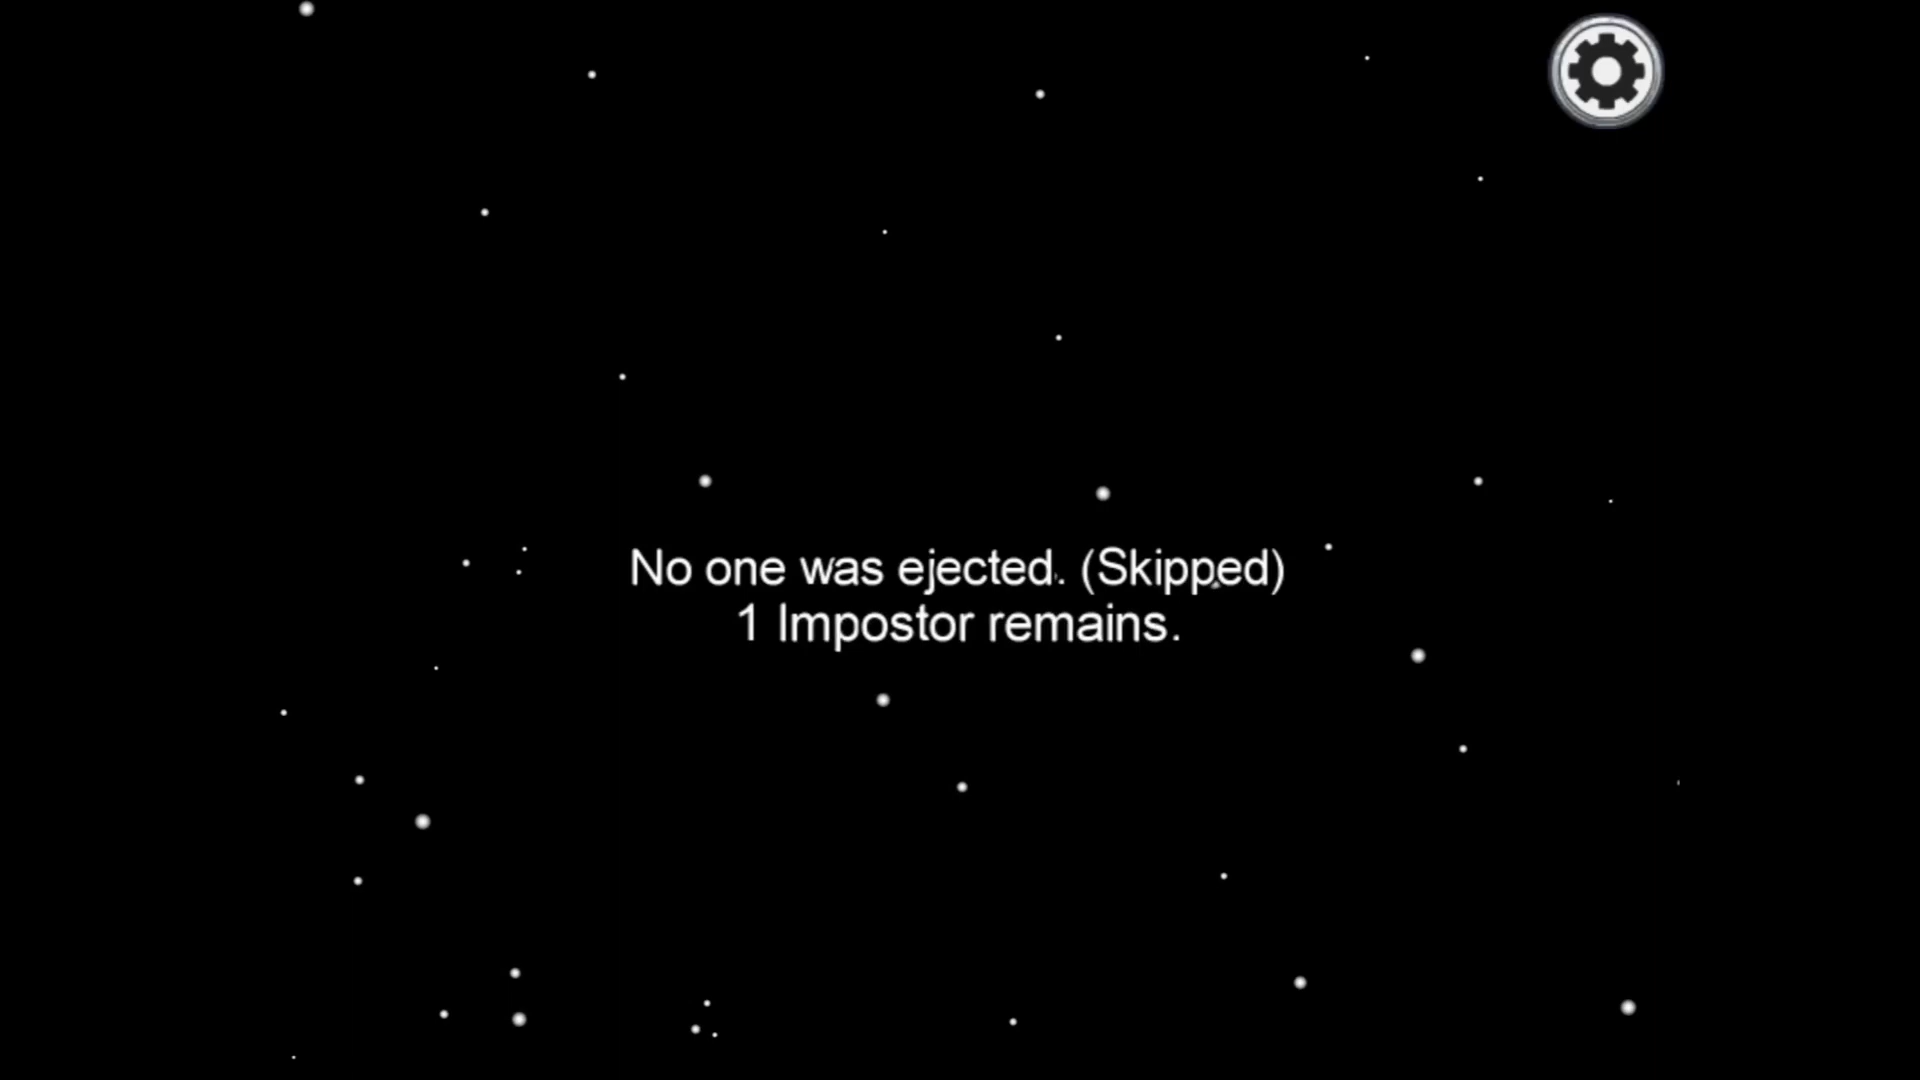 No one was ejected. (Skipped)
1 Impostor remains.